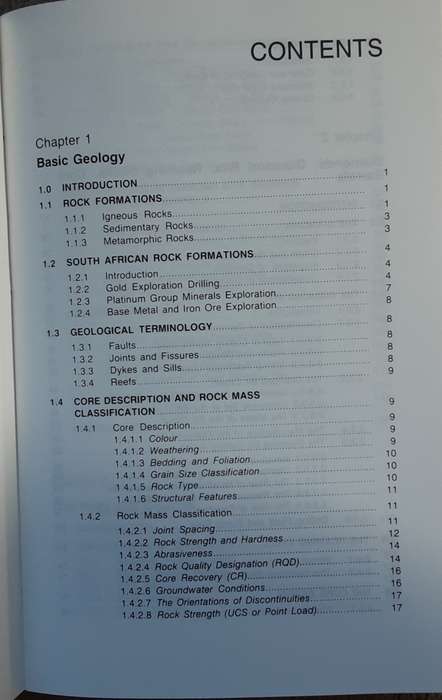 CONTENTS
Chapter 1
Basic Geology
1.0 INTRODUCTION 1
1.1 ROCK FORMATIONS 1
1.1.1 Igneous Rocks 1
1.1.2 Sedimentary Rocks 3
1.1.3 Metamorphic Rocks 3
1.2 SOUTH AFRICAN ROCK FORMATIONS 4
1.2.1 Introduction 4
1.2.2 Gold Exploration Drilling 4
1.2.3 Platinum Group Minerals Exploration 7
1.2.4 Base Metal and Iron Ore Exploration 8
1.3 GEOLOGICAL TERMINOLOGY 8
1.3.1 Faults 8
1.3.2 Joints and Fissures 8
1.3.3 Dykes and Sills 8
1.3.4 Reefs 9
1.4 CORE DESCRIPTION AND ROCK MASS
CLASSIFICATION 9
1.4.1 Core Description 9
1.4.1.1 Colour 9
1.4.1.2 Weathering 9
1.4.1.3 Bedding and Foliation 10
1.4.1.4 Grain Size Classification 10
1.4.1.5 Rock Type 10
1.4.1.6 Structural Features 11
1.4.2 Rock Mass Classification 11
1.4.2.1 Joint Spacing 11
1.4.2.2 Rock Strength and Hardness 12
1.4.2.3 Abrasiveness 14
1.4.2.4 Rock Quality Designation (RQD) 14
1.4.2.5 Core Recovery (CR) 16
1.4.2.6 Groundwater Conditions 16
1.4.2.7 The Orientations of Discontinuities 17
1.4.2.8 Rock Strength (UCS or Point Load) 17